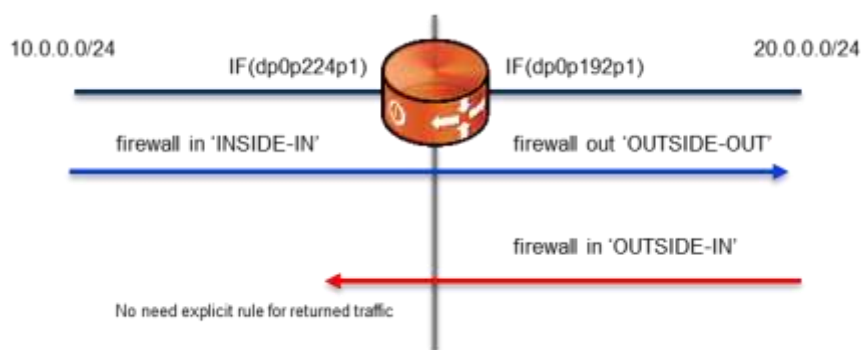 10.0.0.0/24
20.0.0.0/24
IF(dp0p224p1)
IF(dp0p192p1)
firewall in ‘INSIDE-IN’
firewall out ‘OUTSIDE-OUT’
firewall in ‘OUTSIDE-IN’
No need explicit rule for returned traffic